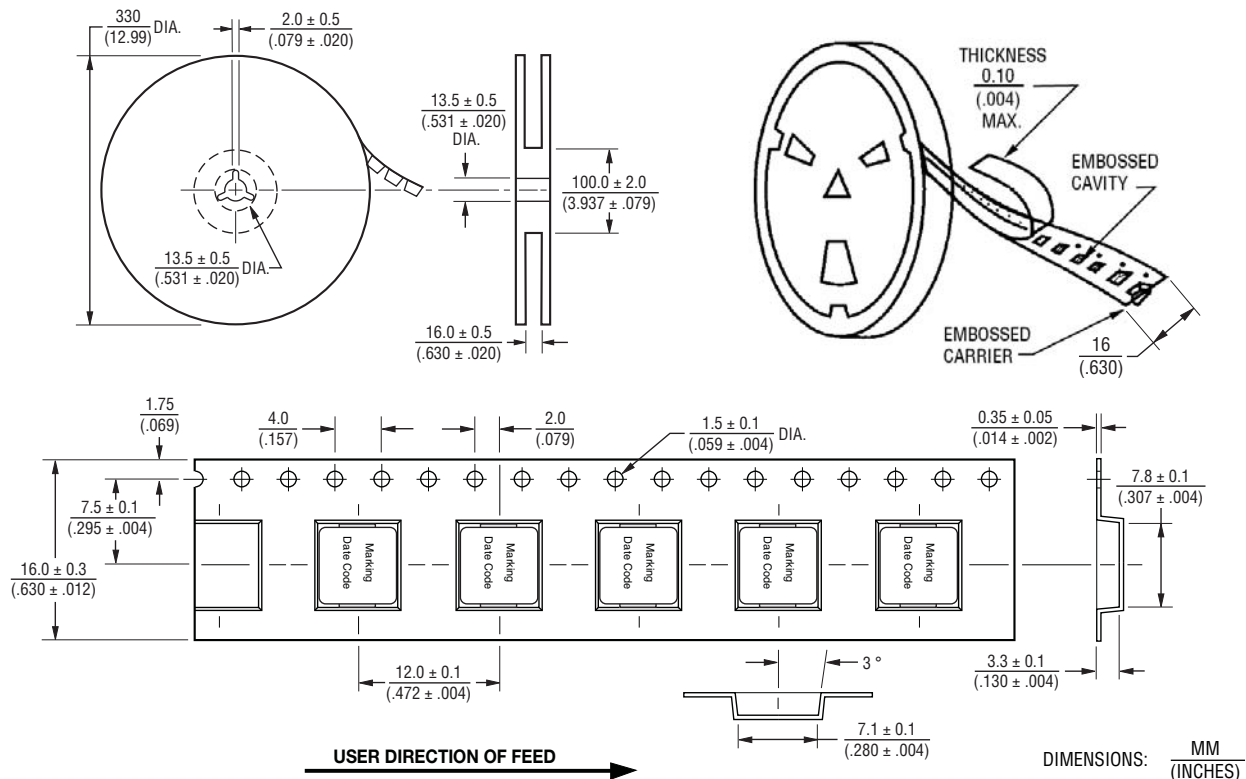 330
(12.99)
DIA.
2.0 ± 0.5
(.079 ± .020)
13.5 ± 0.5
(.531 ± .020)
DIA.
100.0 ± 2.0
(3.937 ± .079)
13.5 ± 0.5
(.531 ± .020)
DIA.
16.0 ± 0.5
(.630 ± .020)
THICKNESS
0.10
(.004)
MAX.
EMBOSSED
CAVITY
EMBOSSED
CARRIER
16
(.630)
1.75
(.069)
4.0
(.157)
2.0
(.079)
1.5 ± 0.1
(.059 ± .004)
DIA.
0.35 ± 0.05
(.014 ± .002)
7.5 ± 0.1
(.295 ± .004)
7.8 ± 0.1
(.307 ± .004)
16.0 ± 0.3
(.630 ± .012)
Marking
Date Code
Marking
Date Code
Marking
Date Code
Marking
Date Code
Marking
Date Code
12.0 ± 0.1
(.472 ± .004)
3 °
3.3 ± 0.1
(.130 ± .004)
7.1 ± 0.1
(.280 ± .004)
USER DIRECTION OF FEED
DIMENSIONS: MM
(INCHES)